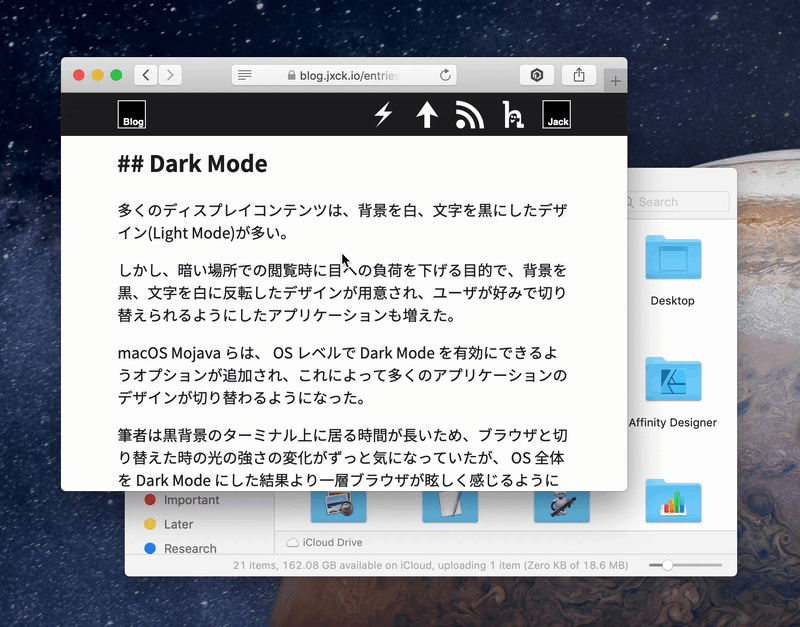 blog.jxck.io/entries
Blog
Jack
## Dark Mode
多くのディスプレイコンテンツは、背景を白、文字を黒にしたデザ
イン(Light Mode)が多い。
しかし、暗い場所での閲覧時に目への負荷を下げる目的で、背景を
黒、文字を白に反転したデザインが用意され、ユーザが好みで切り
替えられるようにしたアプリケーションも増えた。
macOS Mojava らは、 OS レベルで Dark Mode を有効にできるよ
うオプションが追加され、これによって多くのアプリケーションの
デザインが切り替わるようになった。
筆者は黒背景のターミナル上に居る時間が長いため、ブラウザと切
り替えた時の光の強さの変化がずっと気になっていたが、 OS 全体
を Dark Mode にした結果より一層ブラウザが眩しく感じるように
Search
Desktop
Affinity Designer
Important
Later
Research
iCloud Drive
21 items, 162.08 GB available on iCloud, uploading 1 item (Zero KB of 18.6 MB)